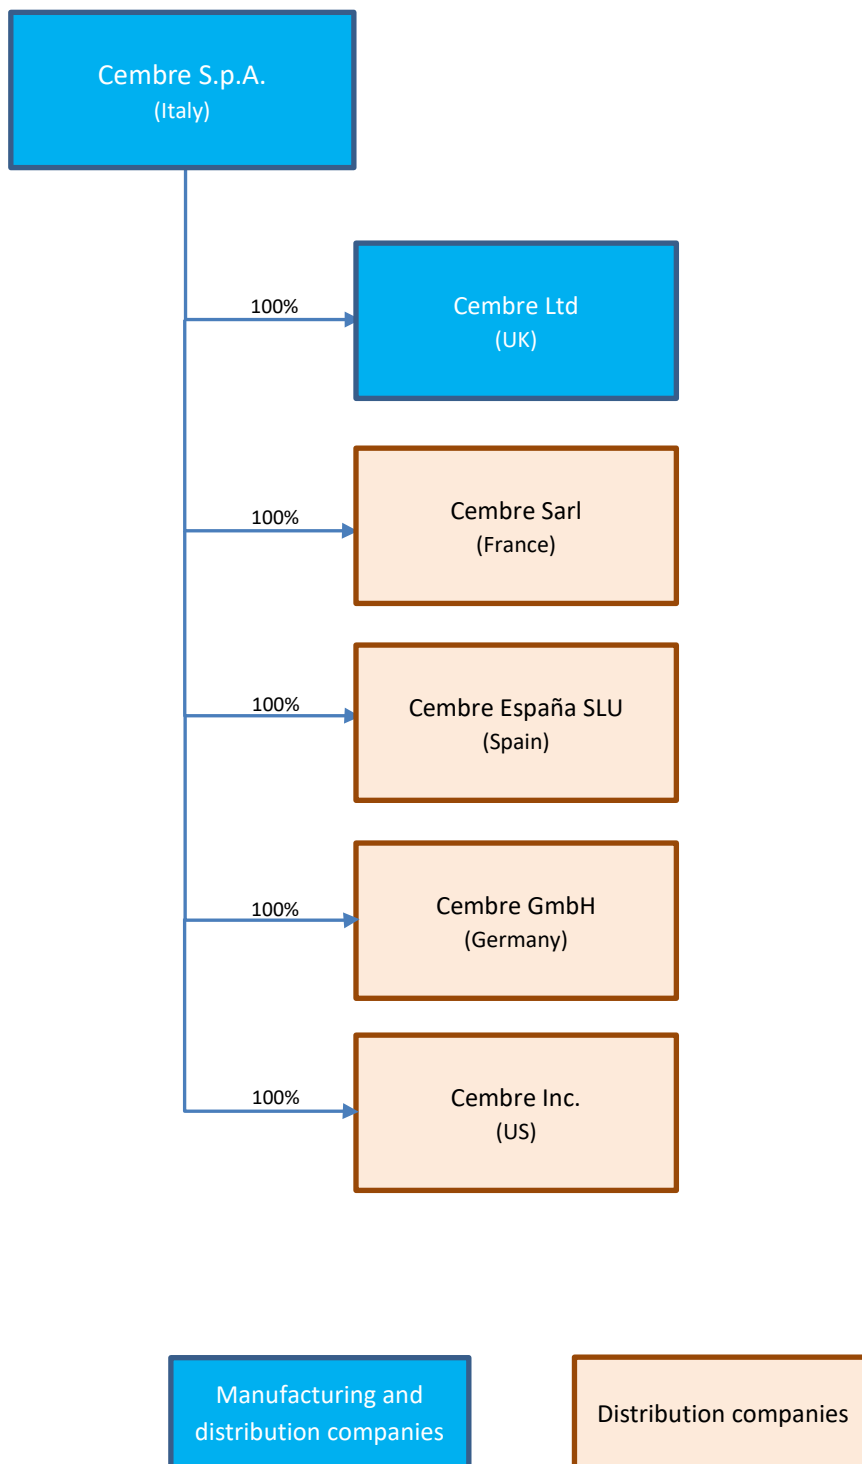 Cembre S.p.A.
(Italy)
100%
Cembre Ltd
(UK)
100%
Cembre Sarl
(France)
100%
Cembre España SLU
(Spain)
100%
Cembre GmbH
(Germany)
100%
Cembre Inc.
(US)
Manufacturing and
distribution companies
Distribution companies